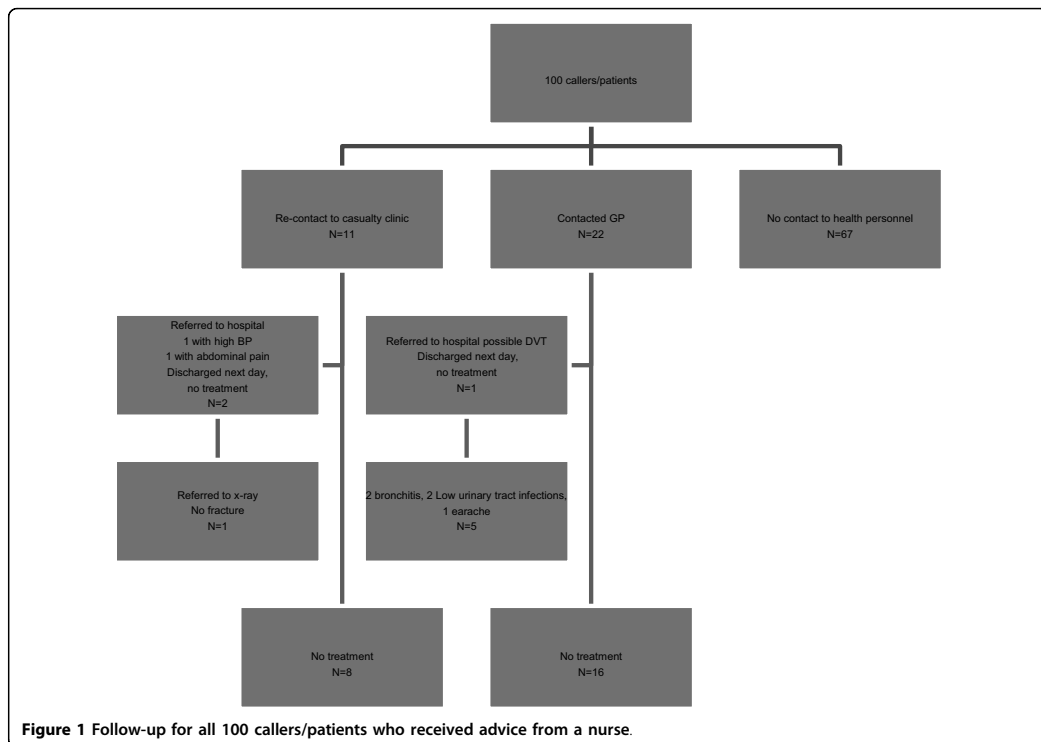 100 callers/patients
Re-contact to casualty clinic
N=11
Contacted GP
N=22
No contact to health personnel
N=67
Referred to hospital
1 with high BP
1 with abdominal pain
Discharged next day,
no treatment
N=2
Referred to hospital possible DVT
Discharged next day,
no treatment
N=1
Referred to x-ray
No fracture
N=1
2 bronchitis, 2 Low urinary tract infections,
1 earache
N=5
No treatment
N=8
No treatment
N=16
Figure 1 Follow-up for all 100 callers/patients who received advice from a nurse.